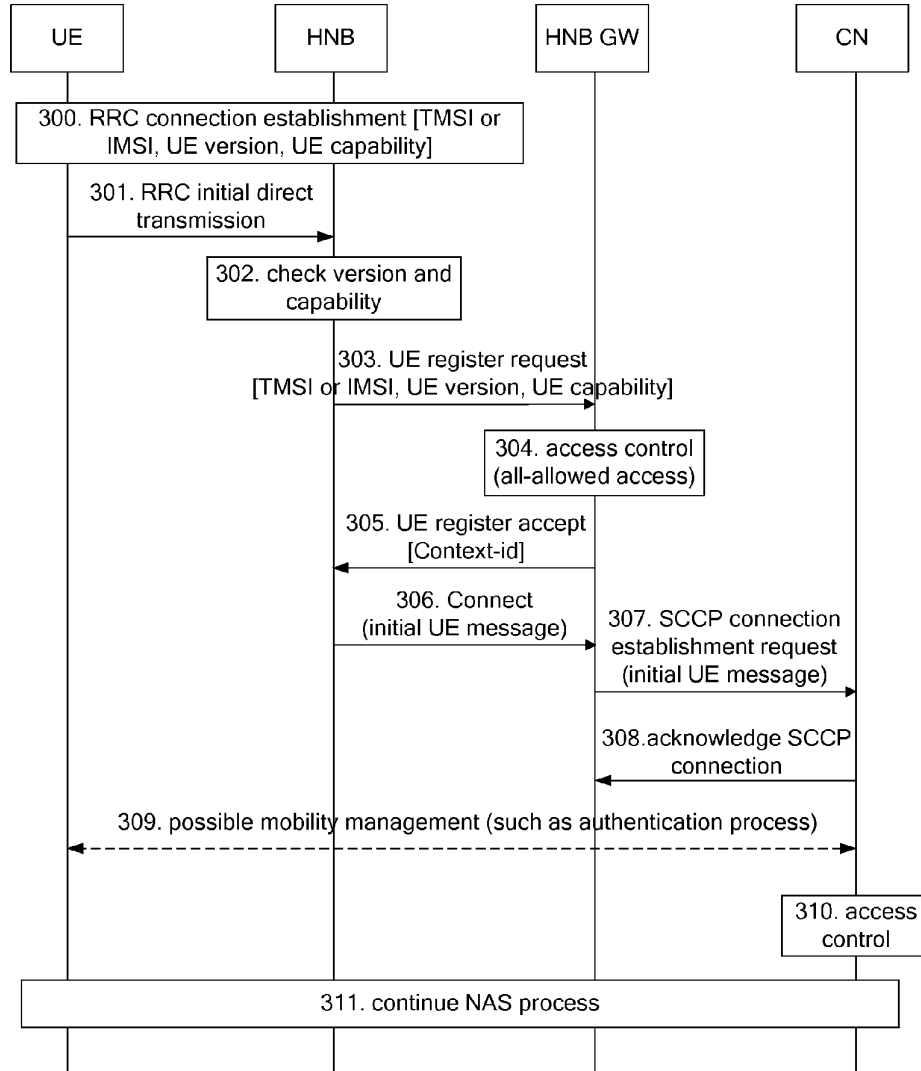 UE
HNB
HNB GW
CN
300. RRC connection establishment [TMSI or
IMSI, UE version, UE capability]
301. RRC initial direct
transmission
302. check version and
capability
303. UE register request
[TMSI or IMSI, UE version, UE capability]
304. access control
(all-allowed access)
305. UE register accept
[Context-id]
306. Connect
(initial UE message)
307. SCCP connection
establishment request
(initial UE message)
308.acknowledge SCCP
connection
309. possible mobility management (such as authentication process)
310. access
control
311. continue NAS process